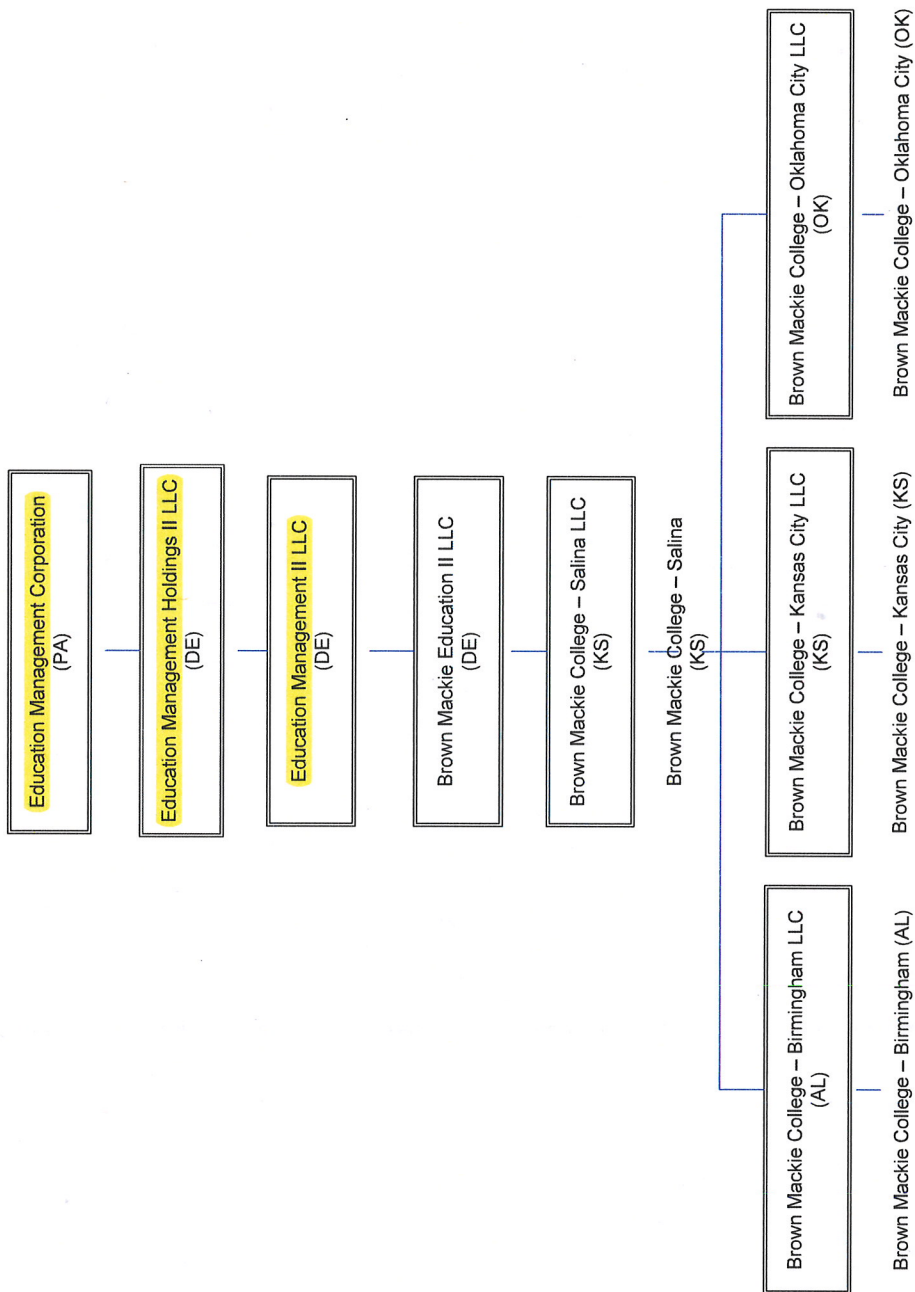 Education Management Corporation
(PA)
Education Management Holdings II LLC
(DE)
Education Management II LLC
(DE)
Brown Mackie Education II LLC
(DE)
Brown Mackie College – Salina LLC
(KS)
Brown Mackie College – Salina
(KS)
Brown Mackie College – Birmingham LLC
(AL)
Brown Mackie College – Kansas City LLC
(KS)
Brown Mackie College – Oklahoma City LLC
(OK)
Brown Mackie College – Birmingham (AL)
Brown Mackie College – Kansas City (KS)
Brown Mackie College – Oklahoma City (OK)